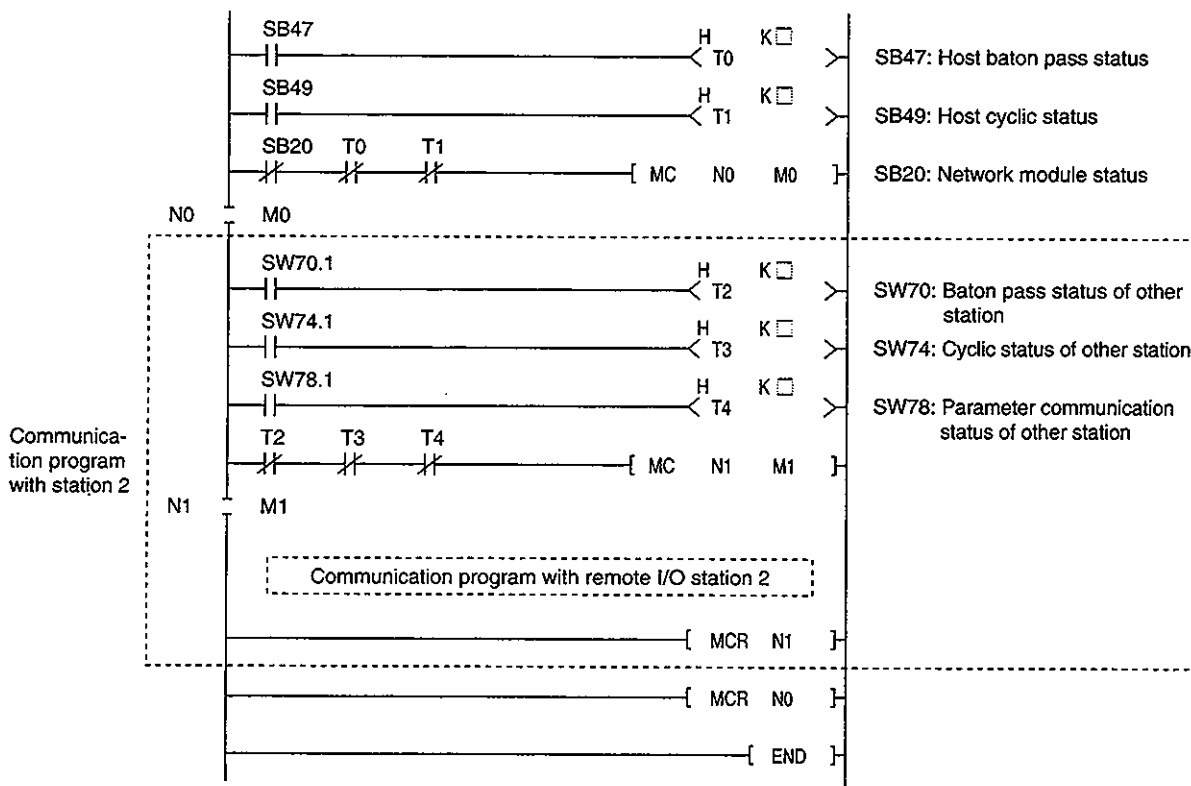 SB47
H K□
T0
SB47: Host baton pass status
SB49
H K□
T1
SB49: Host cyclic status
SB20 T0 T1
MC N0 M0
SB20: Network module status
N0 M0
SW70.1
H K□
T2
SW70: Baton pass status of other
station
SW74.1
H K□
T3
SW74: Cyclic status of other station
SW78.1
H K□
T4
SW78: Parameter communication
status of other station
Communica-
tion program
with station 2
T2 T3 T4
MC N1 M1
N1 M1
Communication program with remote I/O station 2
MCR N1
MCR N0
END